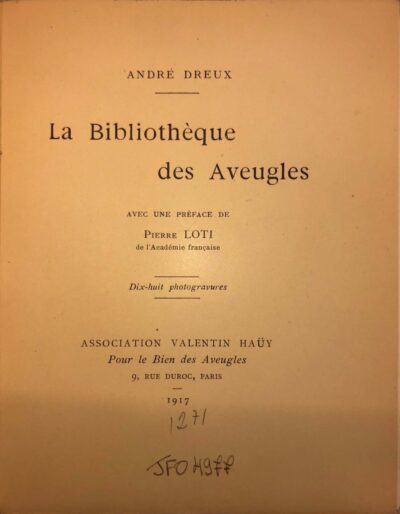 ANDRÉ DREUX
La Bibliothèque
des Aveugles
AVEC UNE PRÉFACE DE
PIERRE LOTI
de l'Académie française
Dix-huit photogravures
ASSOCIATION VALENTIN HAÜY
Pour le Bien des Aveugles
9, RUE DUROC, PARIS
1917
1271